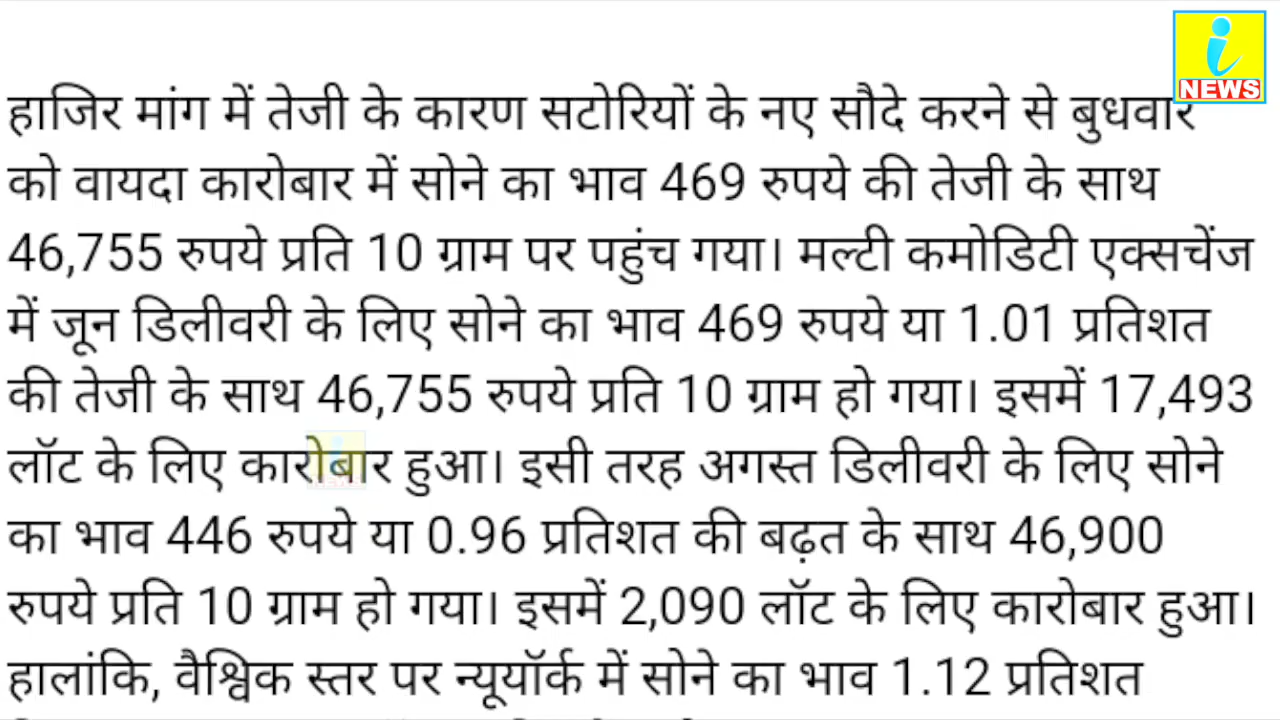 i
NEWS
हाजिर मांग में तेजी के कारण सटोरियों के नए सौदे करने से बुधवार
को वायदा कारोबार में सोने का भाव 469 रुपये की तेजी के साथ
46,755 रुपये प्रति 10 ग्राम पर पहुंच गया। मल्टी कमोडिटी एक्सचेंज
में जून डिलीवरी के लिए सोने का भाव 469 रुपये या 1.01 प्रतिशत
की तेजी के साथ 46,755 रुपये प्रति 10 ग्राम हो गया। इसमें 17,493
लॉट के लिए कारोबार हुआ। इसी तरह अगस्त डिलीवरी के लिए सोने
का भाव 446 रुपये या 0.96 प्रतिशत की बढ़त के साथ 46,900
रुपये प्रति 10 ग्राम हो गया। इसमें 2,090 लॉट के लिए कारोबार हुआ।
हालांकि, वैश्विक स्तर पर न्यूयॉर्क में सोने का भाव 1.12 प्रतिशत